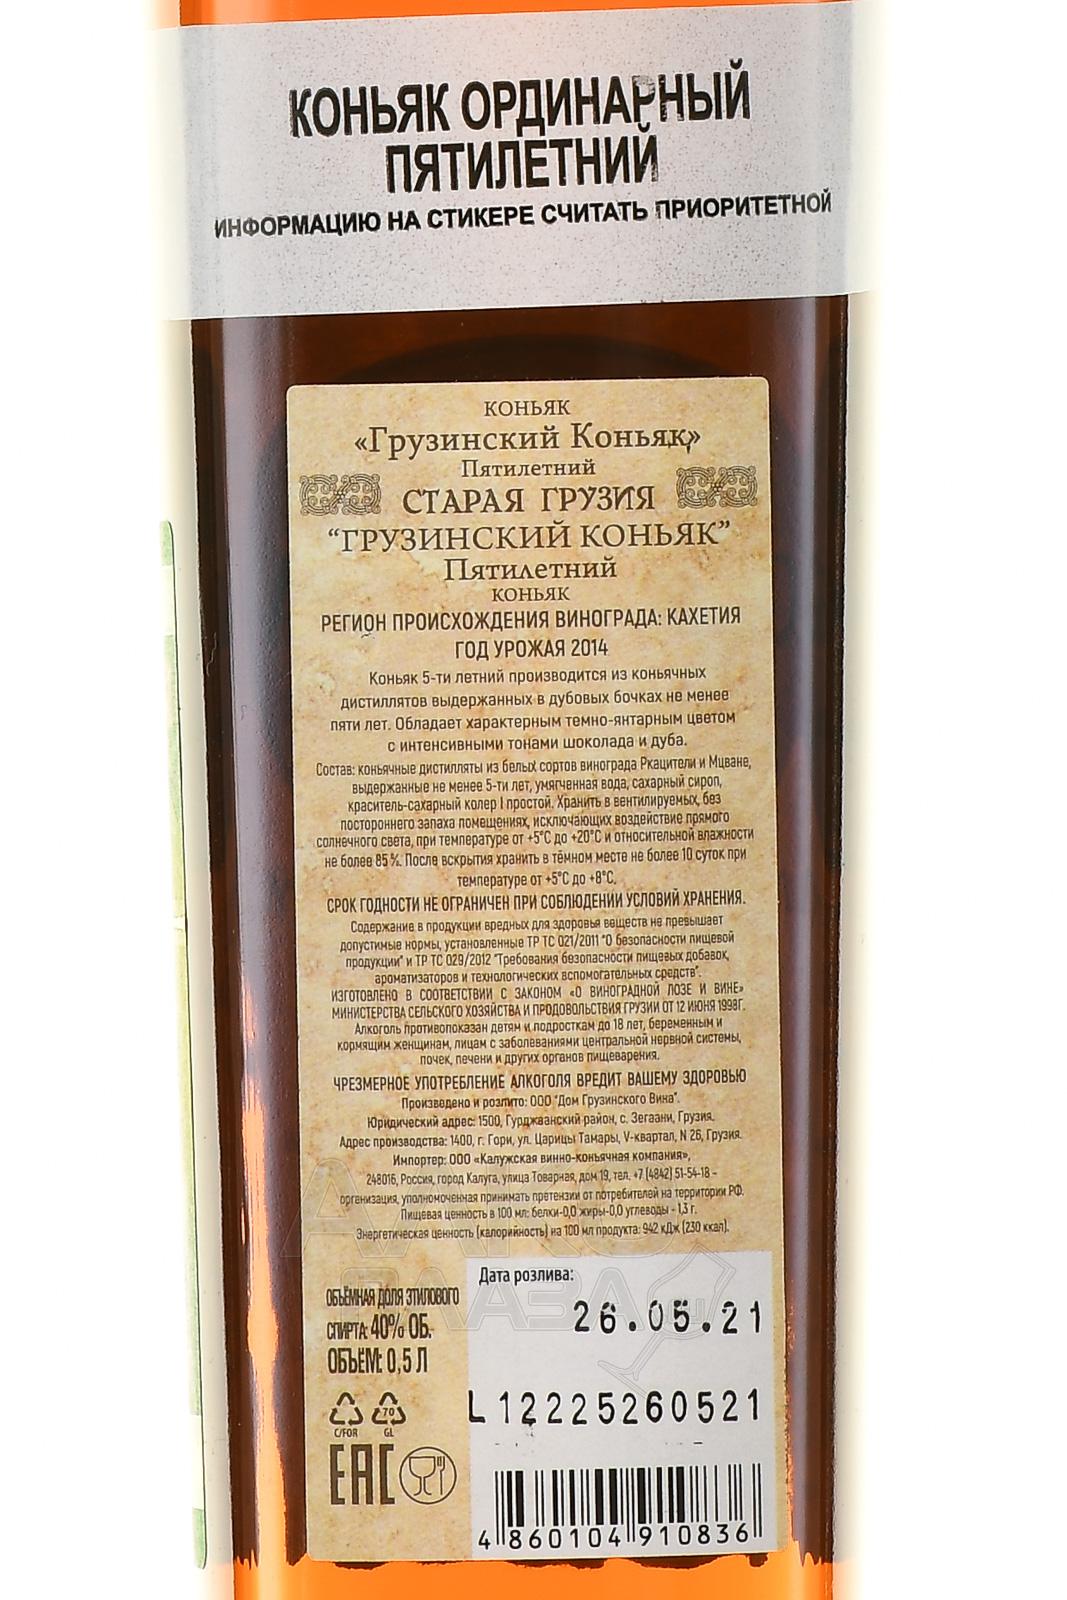 КОНЬЯК ОРДИНАРНЫЙ
ПЯТИЛЕТНИЙ
ИНФОРМАЦИЮ НА СТИКЕРЕ СЧИТАТЬ ПРИОРИТЕТНОЙ
КОНЬЯК
«Грузинский Коньяк»
Пятилетний
СТАРАЯ ГРУЗИЯ
“ГРУЗИНСКИЙ КОНЬЯК”
Пятилетний
КОНЬЯК
РЕГИОН ПРОИСХОЖДЕНИЯ ВИНОГРАДА: КАХЕТИЯ
ГОД УРОЖАЯ 2014
Коньяк 5-ти летний производится из коньячных
дистиллятов выдержанных в дубовых бочках не менее
пяти лет. Обладает характерным темно-янтарным цветом
с интенсивными тонами шоколада и дуба.
Состав: коньячные дистилляты из белых сортов винограда Ркацители и Мцване,
выдержанные не менее 5-ти лет, умягченная вода, сахарный сироп,
краситель-сахарный колер I простой. Хранить в вентилируемых, без
постороннего запаха помещениях, исключающих воздействие прямого
солнечного света, при температуре от +5°С до +20°С и относительной влажности
не более 85%. После вскрытия хранить в тёмном месте не более 10 суток при
температуре от +5°С до +8°С.
СРОК ГОДНОСТИ НЕ ОГРАНИЧЕН ПРИ СОБЛЮДЕНИИ УСЛОВИЙ ХРАНЕНИЯ.
Содержание в продукции вредных для здоровья веществ не превышает
допустимые нормы, установленные ТР ТС 021/2011 "О безопасности пищевой
продукции" и ТР ТС 029/2012 "Требования безопасности пищевых добавок,
ароматизаторов и технологических вспомогательных средств".
ИЗГОТОВЛЕНО В СООТВЕТСТВИИ С ЗАКОНОМ «О ВИНОГРАДНОЙ ЛОЗЕ И ВИНЕ»
МИНИСТЕРСТВА СЕЛЬСКОГО ХОЗЯЙСТВА И ПРОДОВОЛЬСТВИЯ ГРУЗИИ ОТ 12 ИЮНЯ 1998Г.
Алкоголь противопоказан детям и подросткам до 18 лет, беременным и
кормящим женщинам, лицам с заболеваниями центральной нервной системы,
почек, печени и других органов пищеварения.
ЧРЕЗМЕРНОЕ УПОТРЕБЛЕНИЕ АЛКОГОЛЯ ВРЕДИТ ВАШЕМУ ЗДОРОВЬЮ
Произведено и розлито: ООО "Дом Грузинского Вина".
Юридический адрес: 1500, Гурджаанский район, с. Зегаани, Грузия.
Адрес производства: 1400, г. Гори, ул. Царицы Тамары, V-квартал, N 26, Грузия.
Импортер: ООО «Калужская винно-коньячная компания»,
248016, Россия, город Калуга, улица Товарная, дом 19, тел. +7 (4842) 51-54-18 –
организация, уполномоченная принимать претензии от потребителей на территории РФ.
Пищевая ценность в 100 мл: белки-0,0 жиры-0,0 углеводы - 1,3 г.
Энергетическая ценность (калорийность) на 100 мл продукта: 942 кДж (230 ккал).
АЛКО
ПЛАЗА
ОБЪЁМНАЯ ДОЛЯ ЭТИЛОВОГО
СПИРТА: 40% ОБ.
ОБЪЕМ: 0,5 Л
Дата розлива:
26.05.21
L12225260521
70
C/FOR GL
EAC
4 860104 910836